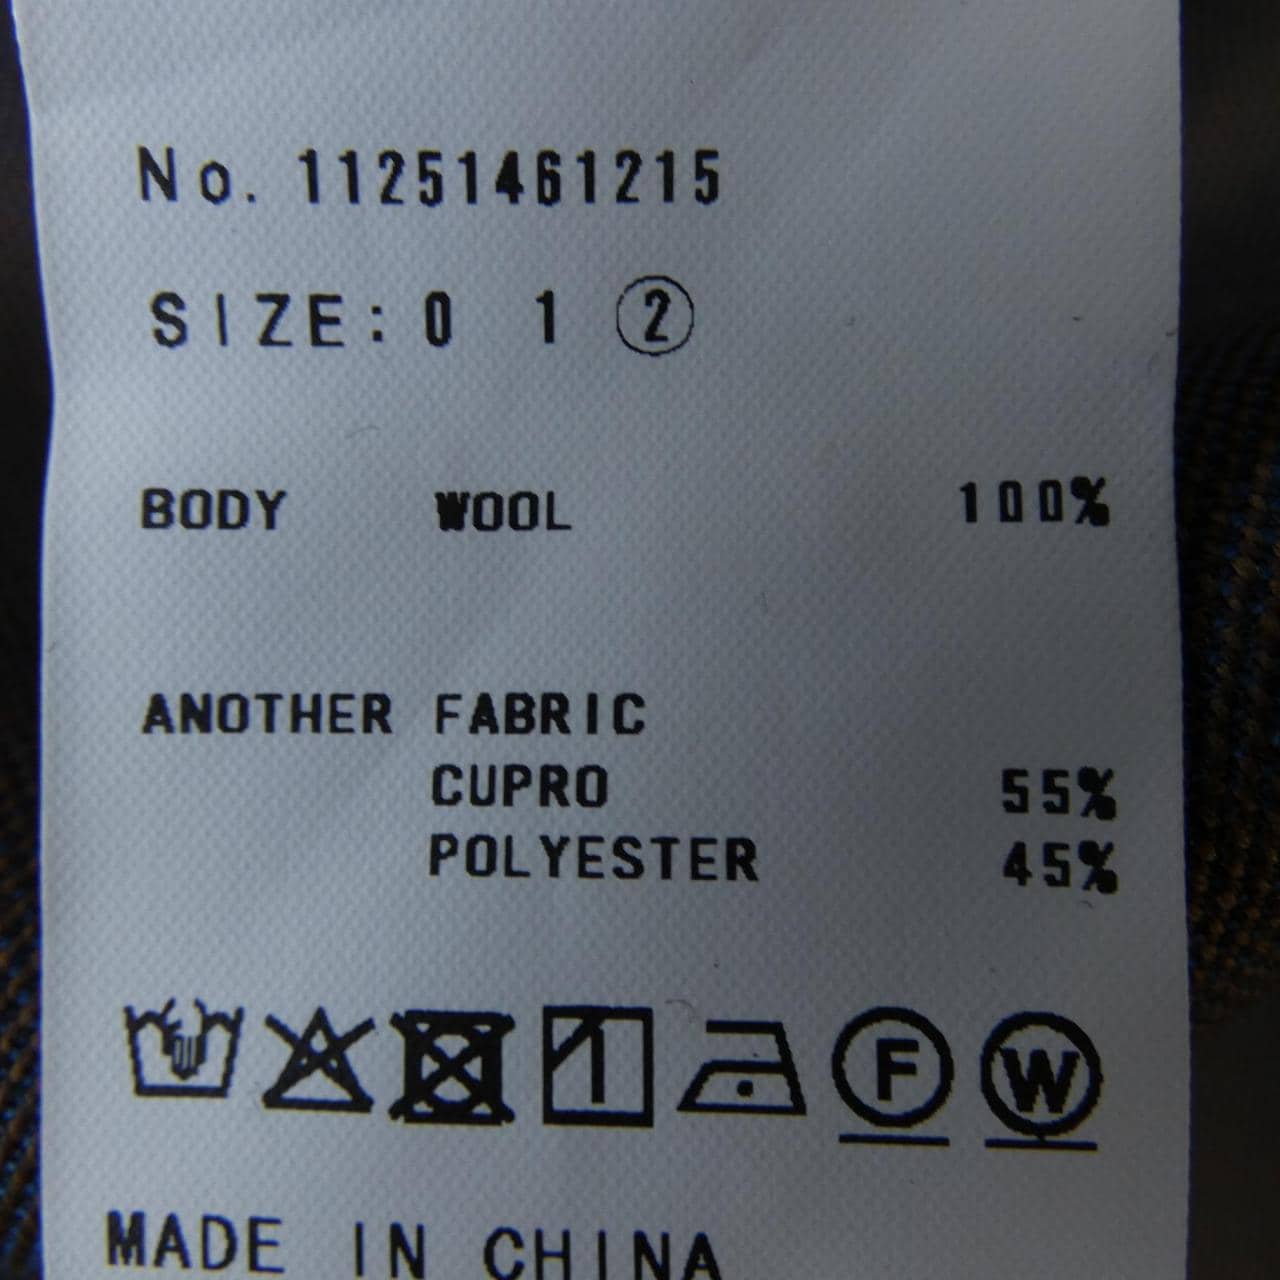 No. 11251461215
SIZE: 0 1 ②
BODY WOOL 100%
ANOTHER FABRIC
CUPRO 55%
POLYESTER 45%
F W
MADE IN CHINA